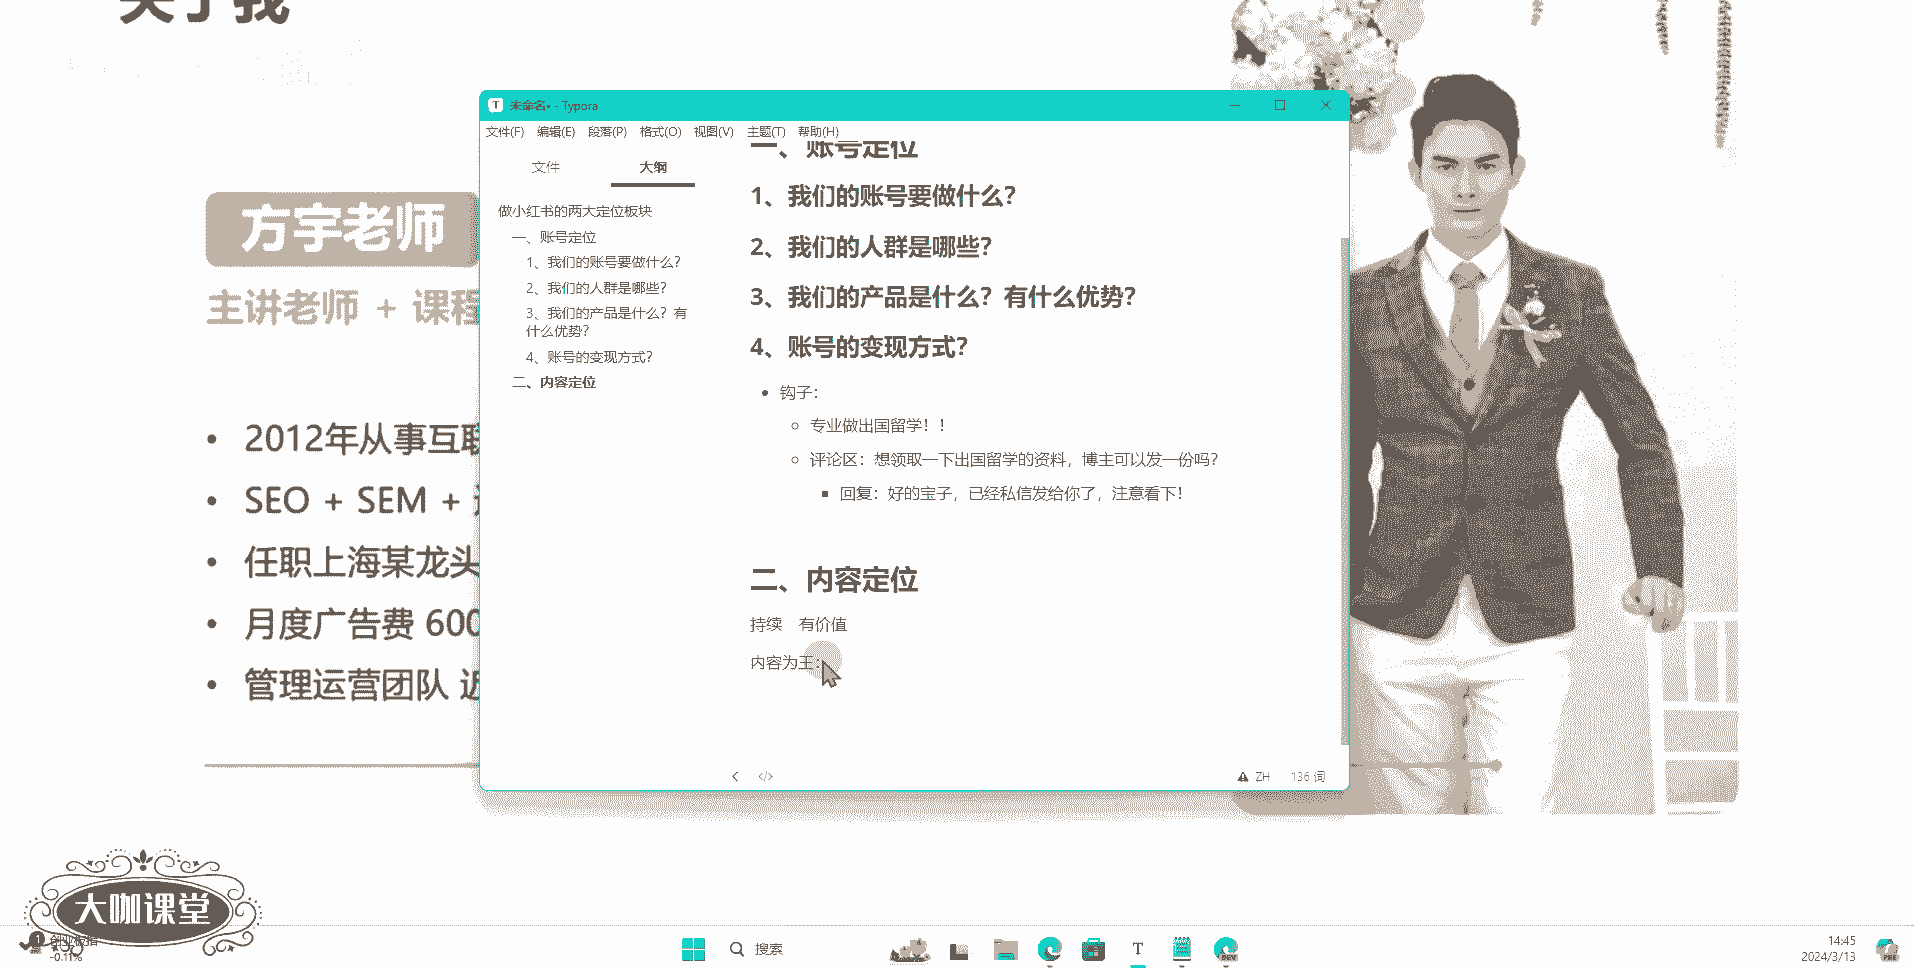 关于我
方宇老师
主讲老师 + 课程
2012年从事互联
SEO + SEM +
任职上海某龙头
月度广告费 600
管理运营团队 近
T 未命名• - Typora
文件(F) 编辑(E) 段落(P) 格式(O) 视图(V) 主题(T) 帮助(H)
文件 大纲
做小红书的两大定位板块
一、账号定位
1、我们的账号要做什么？
2、我们的人群是哪些？
3、我们的产品是什么？有
什么优势？
4、账号的变现方式？
二、内容定位
一、账号定位
1、我们的账号要做什么？
2、我们的人群是哪些？
3、我们的产品是什么？有什么优势？
4、账号的变现方式？
钩子：
专业做出国留学！！
评论区：想领取一下出国留学的资料，博主可以发一份吗？
回复：好的宝子，已经私信发给你了，注意看下！
二、内容定位
持续 有价值
内容为王：
</> ZH 136 词
大咖课堂
1 创业板指
-0.11%
搜索
T
DEV
14:45
2024/3/13
PRE